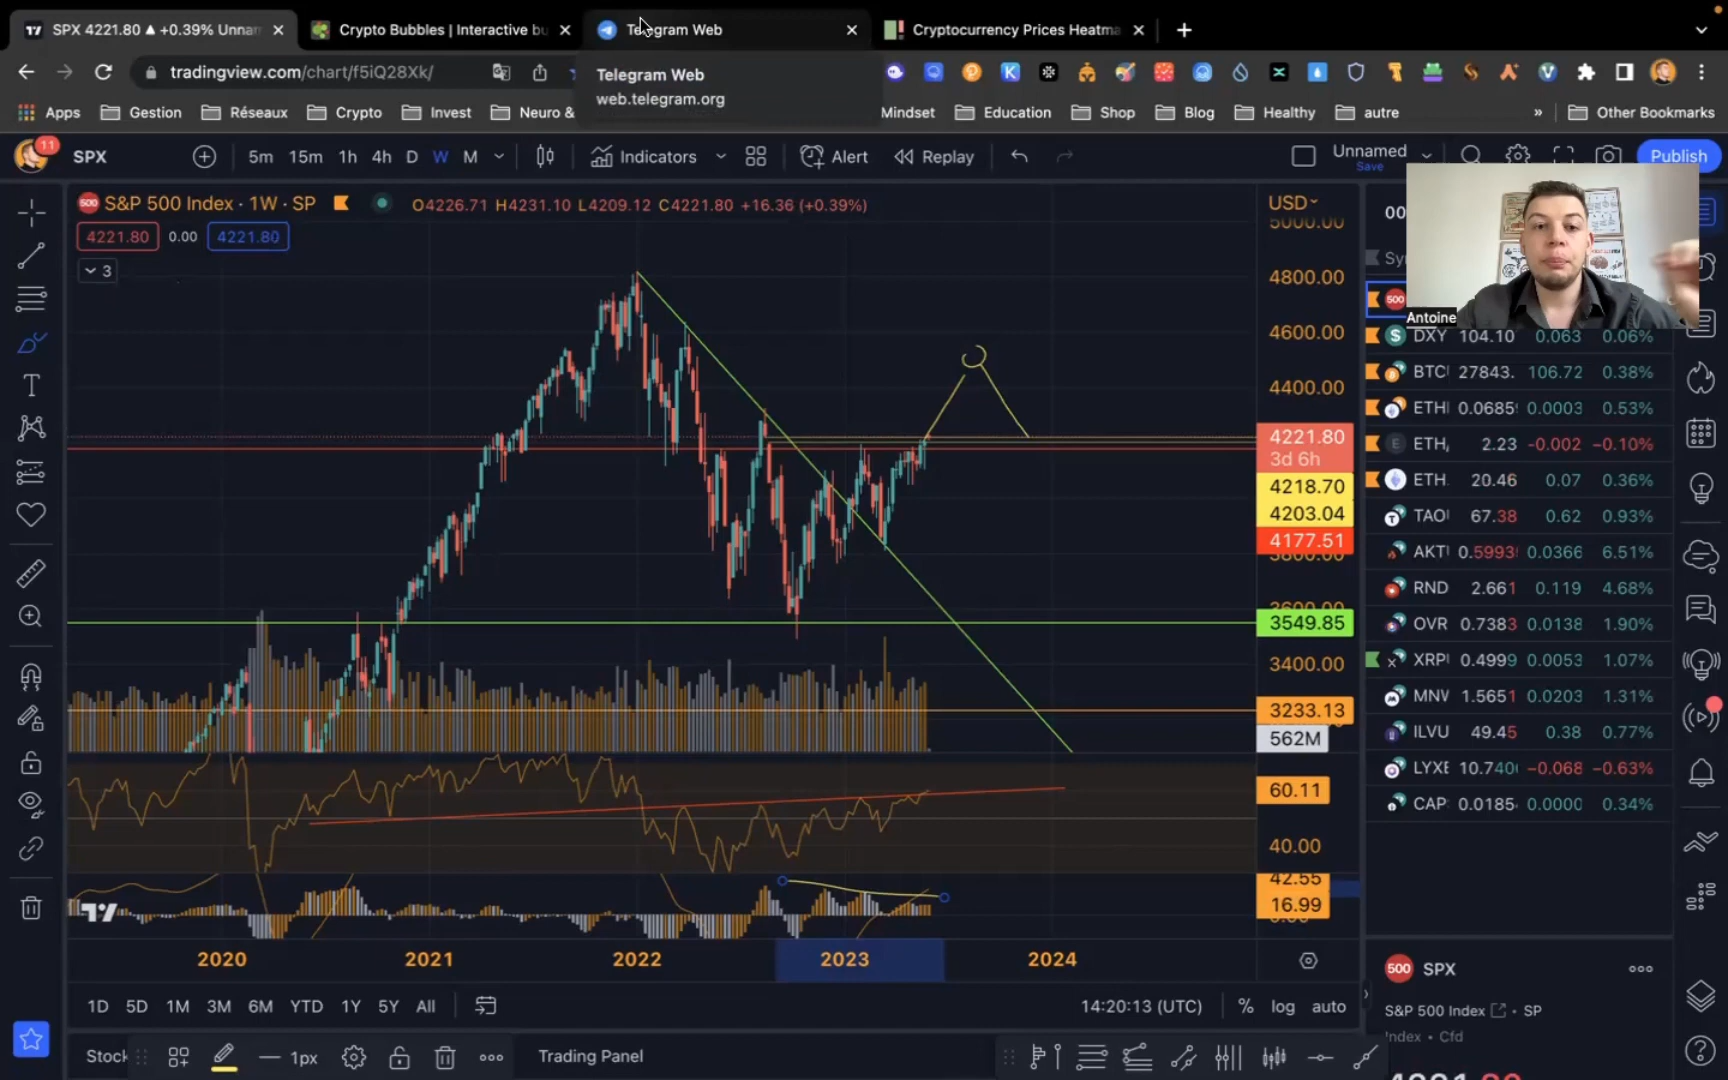 SPX 4221.80 ▲ +0.39% Unnar
Crypto Bubbles | Interactive bu
Telegram Web
Cryptocurrency Prices Heatma
tradingview.com/chart/f5iQ28Xk/
Telegram Web
web.telegram.org
Apps Gestion Réseaux Crypto Invest Neuro & Mindset Education Shop Blog Healthy autre » Other Bookmarks
11 SPX 5m 15m 1h 4h D W M Indicators Alert Replay Unnamed Save Publish
S&P 500 Index · 1W · SP O4226.71 H4231.10 L4209.12 C4221.80 +16.36 (+0.39%)
4221.80 0.00 4221.80
3
USD
5000.00
4800.00
4600.00
4400.00
4221.80
3d 6h
4218.70
4203.04
4177.51
3800.00
3600.00
3549.85
3400.00
3233.13
562M
60.11
40.00
42.55
16.99
0.00
2020 2021 2022 2023 2024
1D 5D 1M 3M 6M YTD 1Y 5Y All 14:20:13 (UTC) % log auto
Stock 1px Trading Panel
Antoine
500
DXY 104.10 0.063 0.06%
BTC 27843. 106.72 0.38%
ETH 0.0685 0.0003 0.53%
ETH, 2.23 −0.002 −0.10%
ETH. 20.46 0.07 0.36%
TAO 67.38 0.62 0.93%
AKT 0.5993 0.0366 6.51%
RND 2.661 0.119 4.68%
OVR 0.7383 0.0138 1.90%
XRP 0.4999 0.0053 1.07%
MNV 1.5651 0.0203 1.31%
ILVU 49.45 0.38 0.77%
LYXE 10.740 −0.068 −0.63%
CAP 0.0185 0.0000 0.34%
500 SPX
S&P 500 Index · SP
Index · Cfd